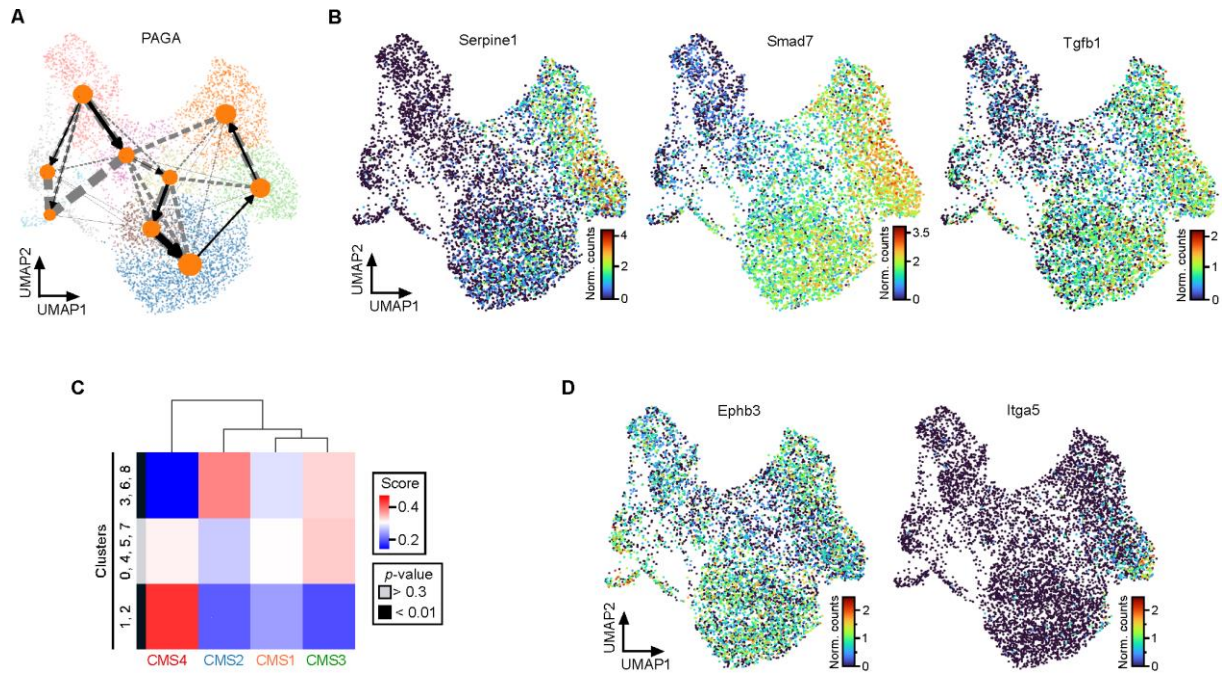 A
PAGA
UMAP2
UMAP1
B
Serpine1
Smad7
Tgfb1
Norm. counts
4
2
0
Norm. counts
3.5
2
0
Norm. counts
2
1
0
UMAP2
UMAP1
C
Clusters
3, 6, 8
0, 4, 5, 7
1, 2
CMS4 CMS2 CMS1 CMS3
Score
0.4
0.2
p-value
> 0.3
< 0.01
D
Ephb3
Itga5
Norm. counts
2
1
0
Norm. counts
2
1
0
UMAP2
UMAP1